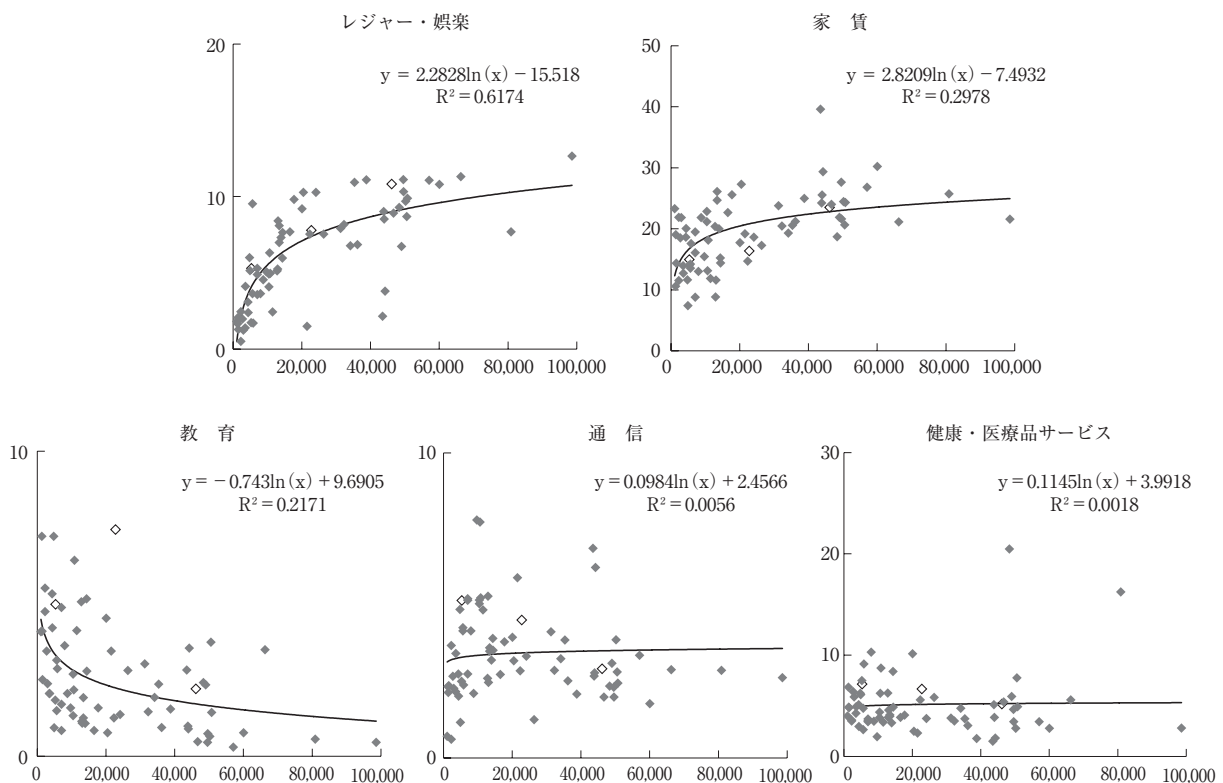 レジャー・娯楽
20
10
0
y = 2.2828ln(x) − 15.518
R² = 0.6174
0 20,000 40,000 60,000 80,000 100,000
家 賃
50
40
30
20
10
0
y = 2.8209ln(x) − 7.4932
R² = 0.2978
0 20,000 40,000 60,000 80,000 100,000
教 育
10
0
y = −0.743ln(x) + 9.6905
R² = 0.2171
0 20,000 40,000 60,000 80,000 100,000
通 信
10
0
y = 0.0984ln(x) + 2.4566
R² = 0.0056
0 20,000 40,000 60,000 80,000 100,000
健康・医療品サービス
30
20
10
0
y = 0.1145ln(x) + 3.9918
R² = 0.0018
0 20,000 40,000 60,000 80,000 100,000